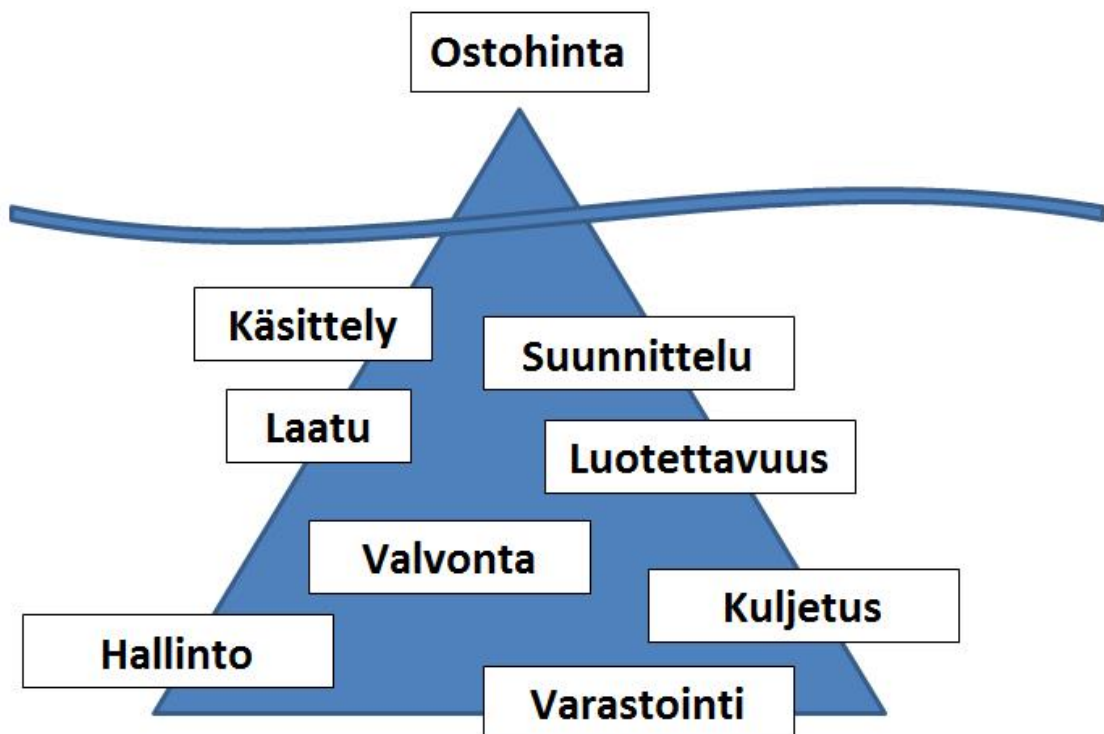 Ostohinta
Käsittely
Suunnittelu
Laatu
Luotettavuus
Valvonta
Kuljetus
Hallinto
Varastointi